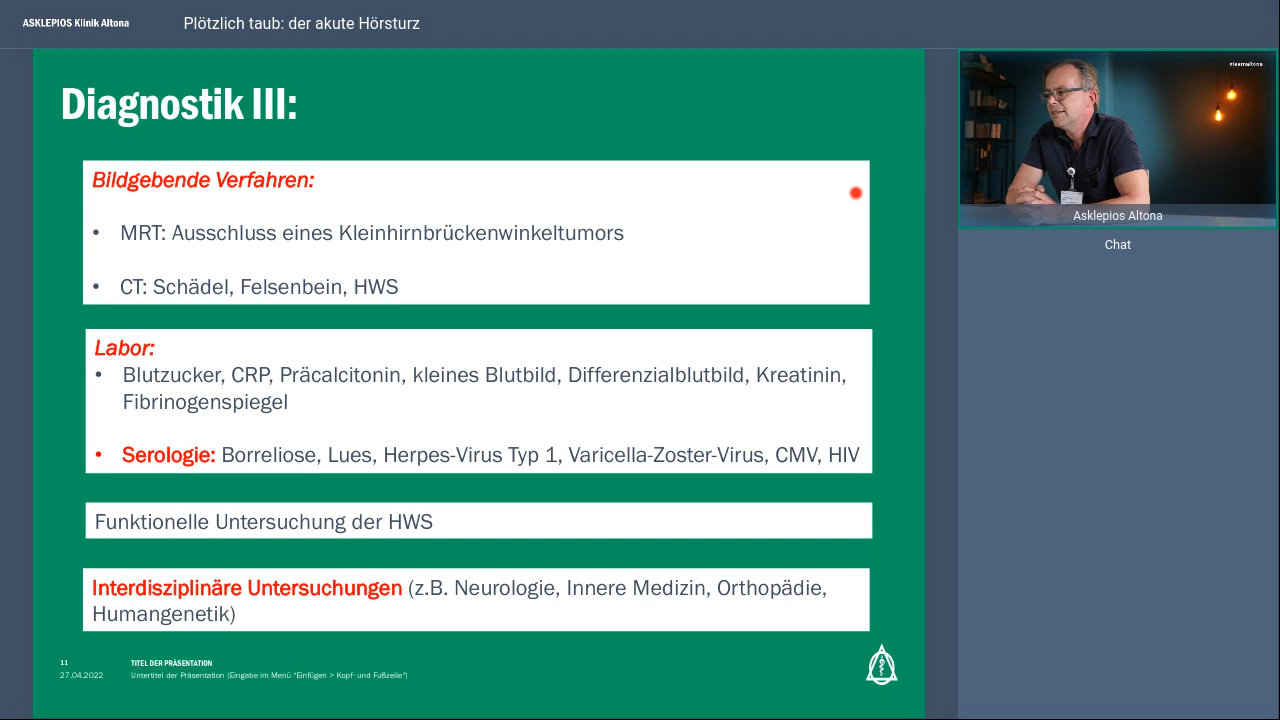 ASKLEPIOS Klinik Altona
Plötzlich taub: der akute Hörsturz
Diagnostik III:
Bildgebende Verfahren:
• MRT: Ausschluss eines Kleinhirnbrückenwinkeltumors
• CT: Schädel, Felsenbein, HWS
Labor:
• Blutzucker, CRP, Präcalcitonin, kleines Blutbild, Differenzialblutbild, Kreatinin,
Fibrinogenspiegel
• Serologie: Borreliose, Lues, Herpes-Virus Typ 1, Varicella-Zoster-Virus, CMV, HIV
Funktionelle Untersuchung der HWS
Interdisziplinäre Untersuchungen (z.B. Neurologie, Innere Medizin, Orthopädie,
Humangenetik)
11
TITEL DER PRÄSENTATION
27.04.2022
Untertitel der Präsentation (Eingabe im Menü "Einfügen > Kopf- und Fußzeile")
#teamaltona
Asklepios Altona
Chat